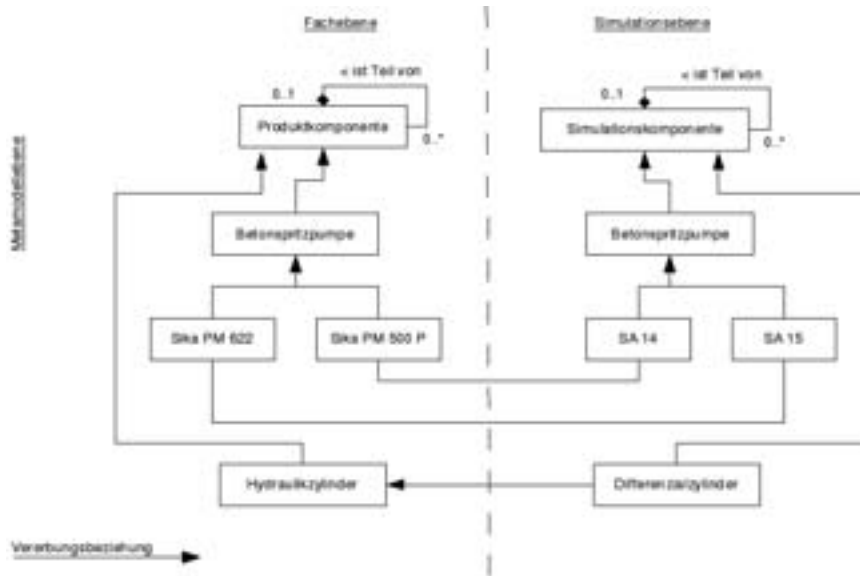 Fachebene
Simulationsebene
< ist Teil von
< ist Teil von
0..1
0..1
Produktkomponente
0..*
Simulationskomponente
0..*
Metamodellebene
Betonspritzpumpe
Betonspritzpumpe
Sika PM 622
Sika PM 500 P
SA 14
SA 15
Hydraulikzylinder
Differenzialzylinder
Vererbungsbeziehung